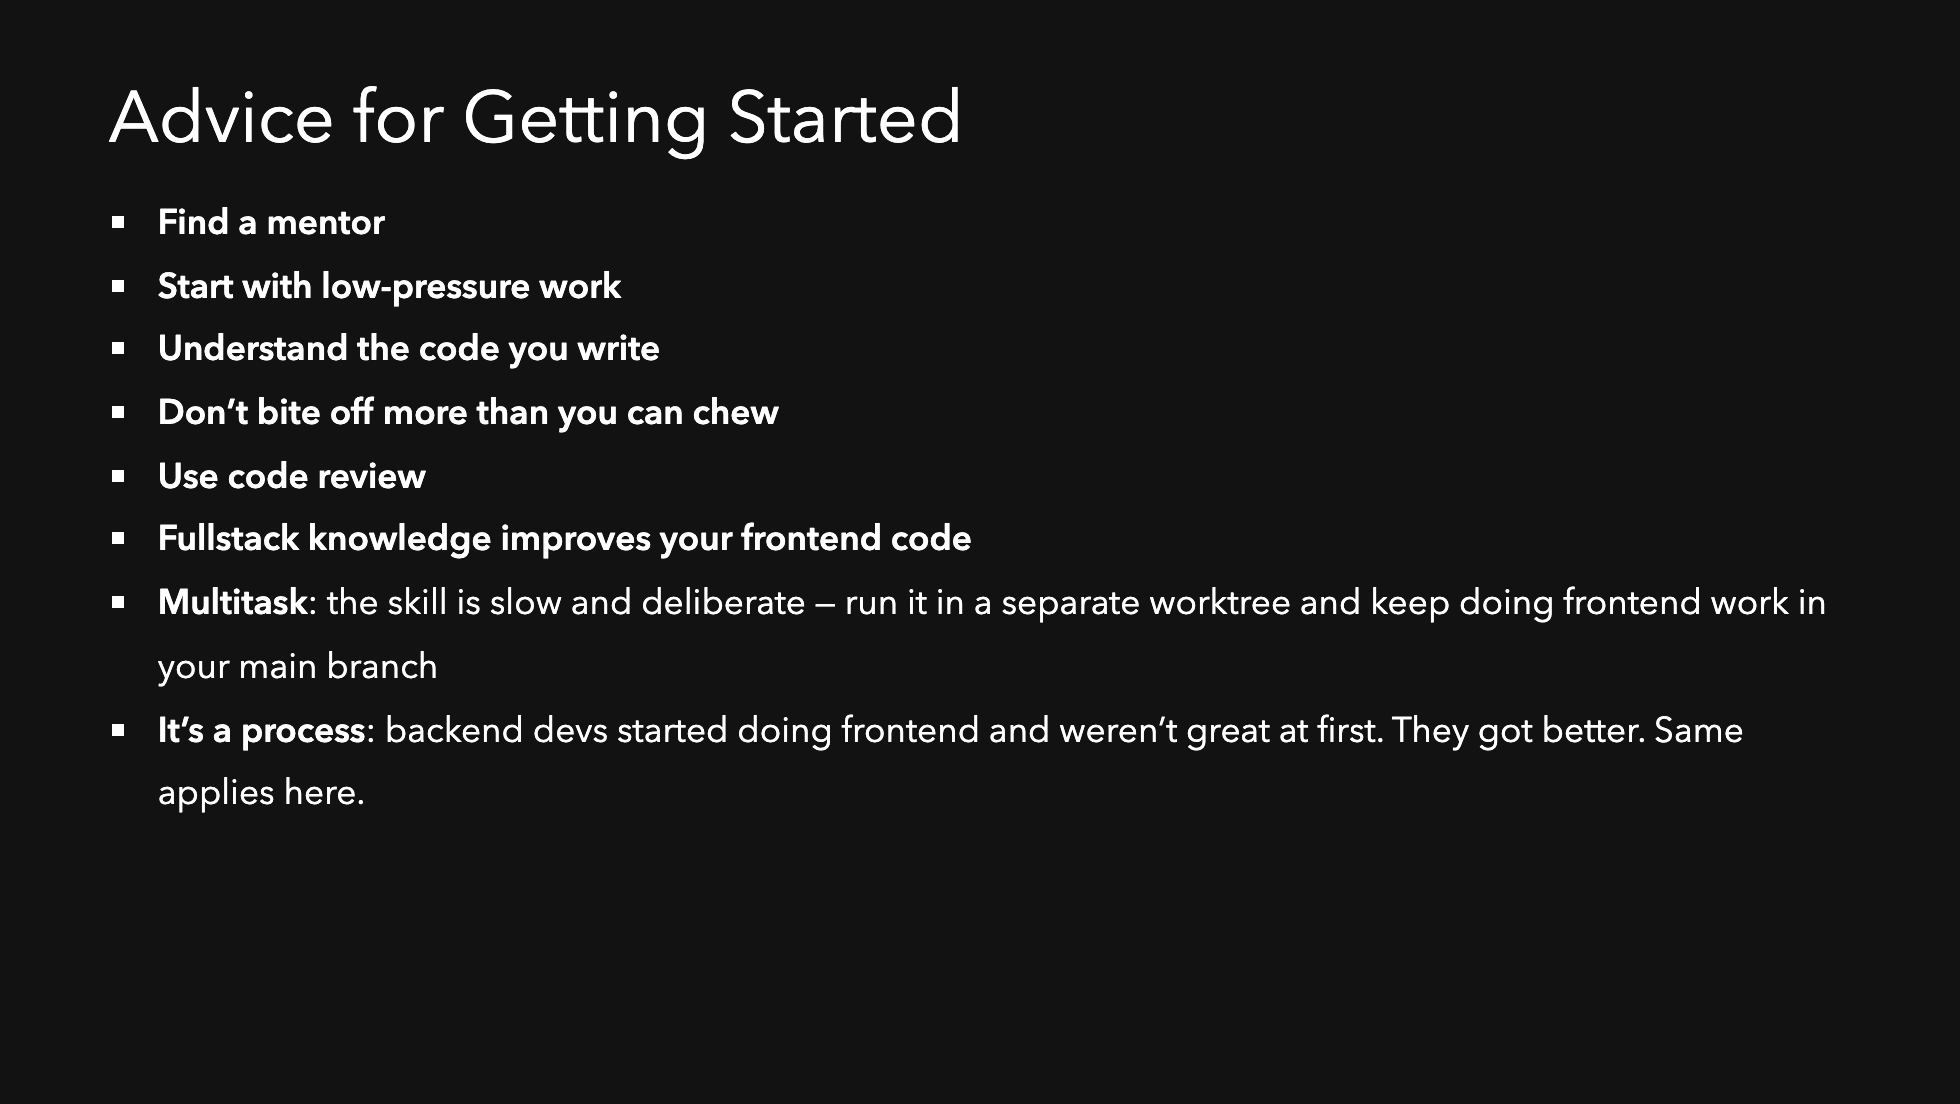 Advice for Getting Started
▪ Find a mentor
▪ Start with low-pressure work
▪ Understand the code you write
▪ Don’t bite off more than you can chew
▪ Use code review
▪ Fullstack knowledge improves your frontend code
▪ Multitask: the skill is slow and deliberate – run it in a separate worktree and keep doing frontend work in
your main branch
▪ It’s a process: backend devs started doing frontend and weren’t great at first. They got better. Same
applies here.